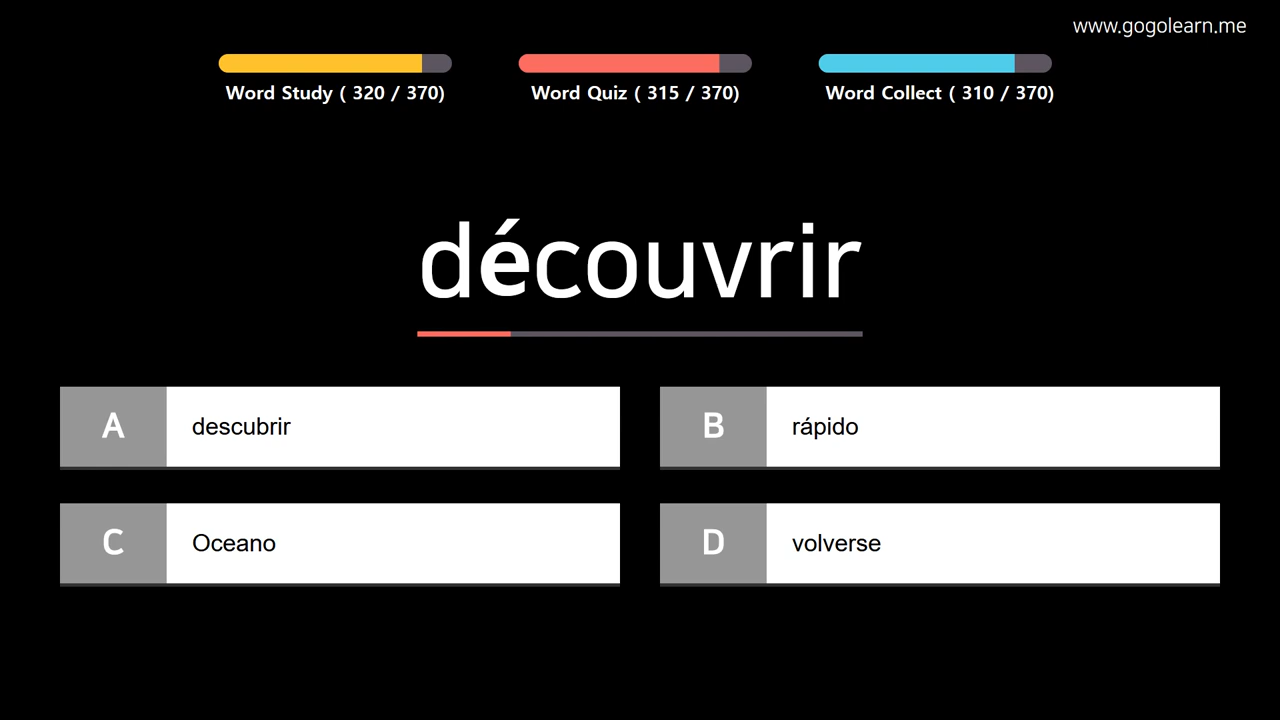 www.gogolearn.me
Word Study ( 320 / 370)
Word Quiz ( 315 / 370)
Word Collect ( 310 / 370)
découvrir
A
descubrir
B
rápido
C
Oceano
D
volverse